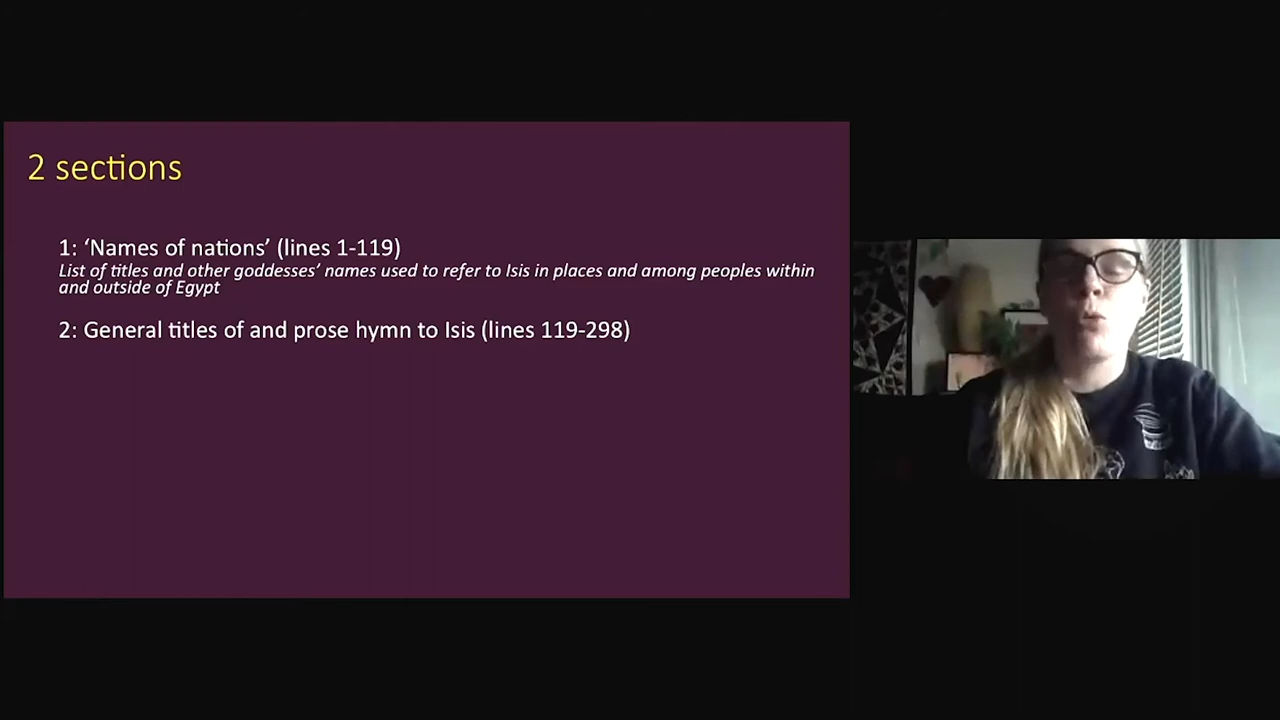 2 sections
1: ‘Names of nations’ (lines 1-119)
List of titles and other goddesses’ names used to refer to Isis in places and among peoples within
and outside of Egypt
2: General titles of and prose hymn to Isis (lines 119-298)